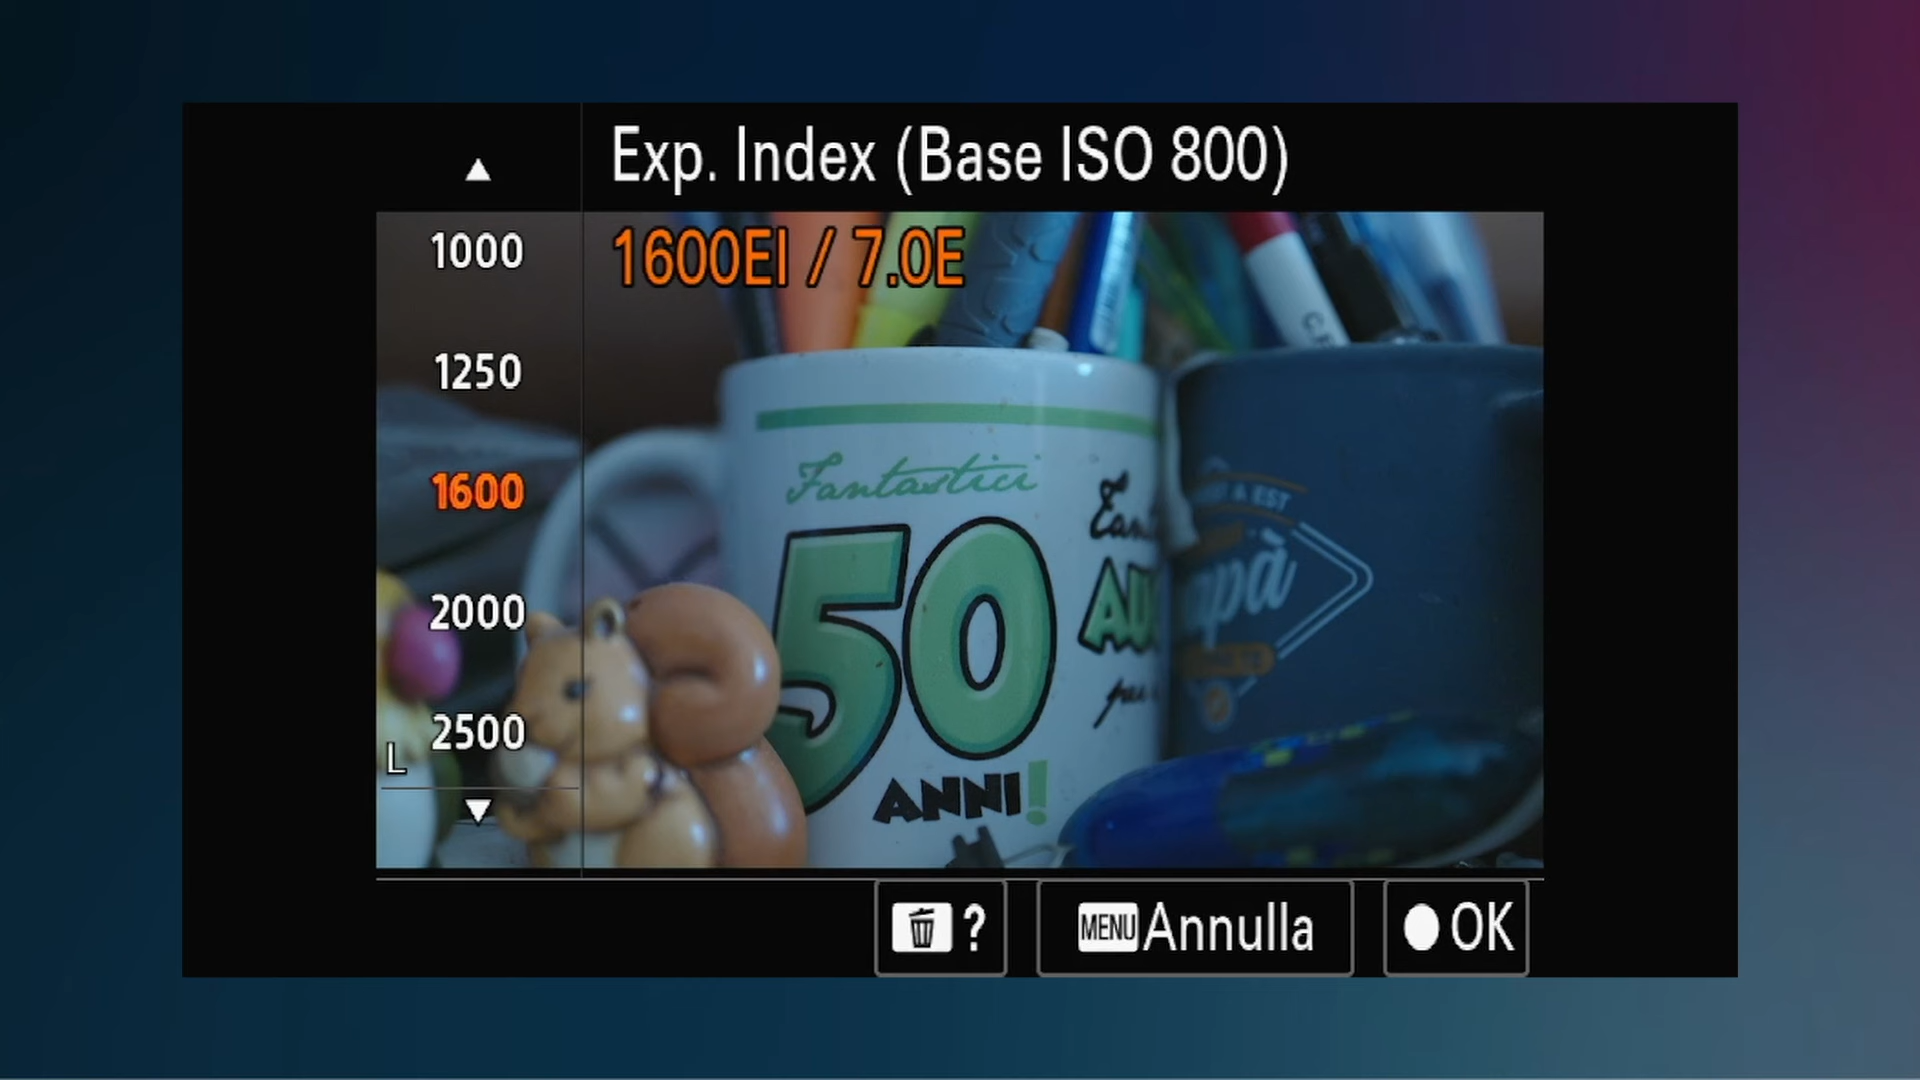 Exp. Index (Base ISO 800)
1600EI / 7.0E
1000
1250
1600
2000
2500
L
Fantastici
50
ANNI!
& EST
MENU Annulla
OK
?